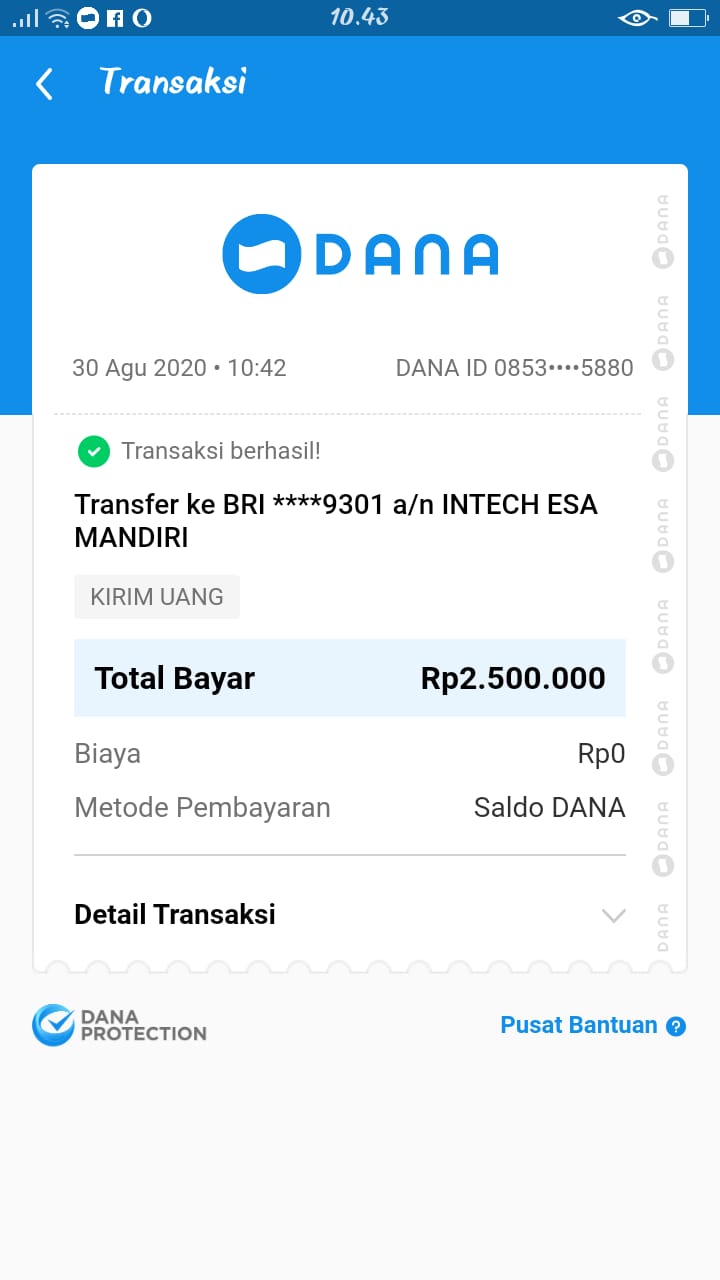 10.43
Transaksi
DANA
30 Agu 2020 • 10:42
DANA ID 0853••••5880
Transaksi berhasil!
Transfer ke BRI ****9301 a/n INTECH ESA
MANDIRI
KIRIM UANG
Total Bayar Rp2.500.000
Biaya Rp0
Metode Pembayaran Saldo DANA
Detail Transaksi
DANA
PROTECTION
Pusat Bantuan ?
DANA
DANA
DANA
DANA
DANA
DANA
DANA
DANA